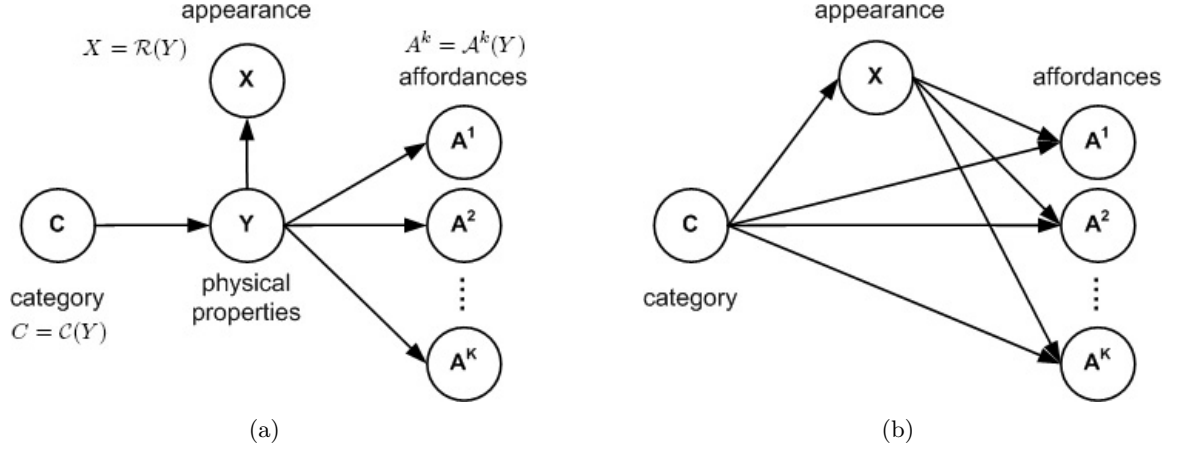 appearance
X = R(Y)
X
A^k = A^k(Y)
affordances
A^1
C
Y
A^2
category
C = C(Y)
physical
properties
A^K
(a)
appearance
X
affordances
A^1
C
A^2
category
A^K
(b)